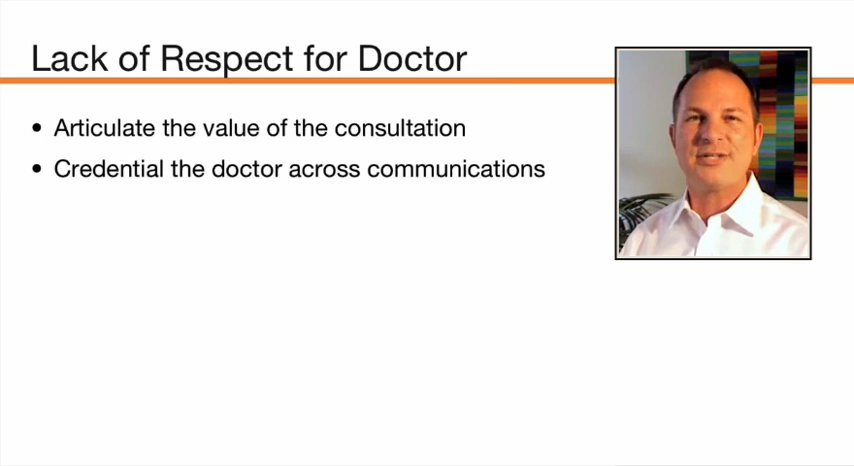 Lack of Respect for Doctor
• Articulate the value of the consultation
• Credential the doctor across communications